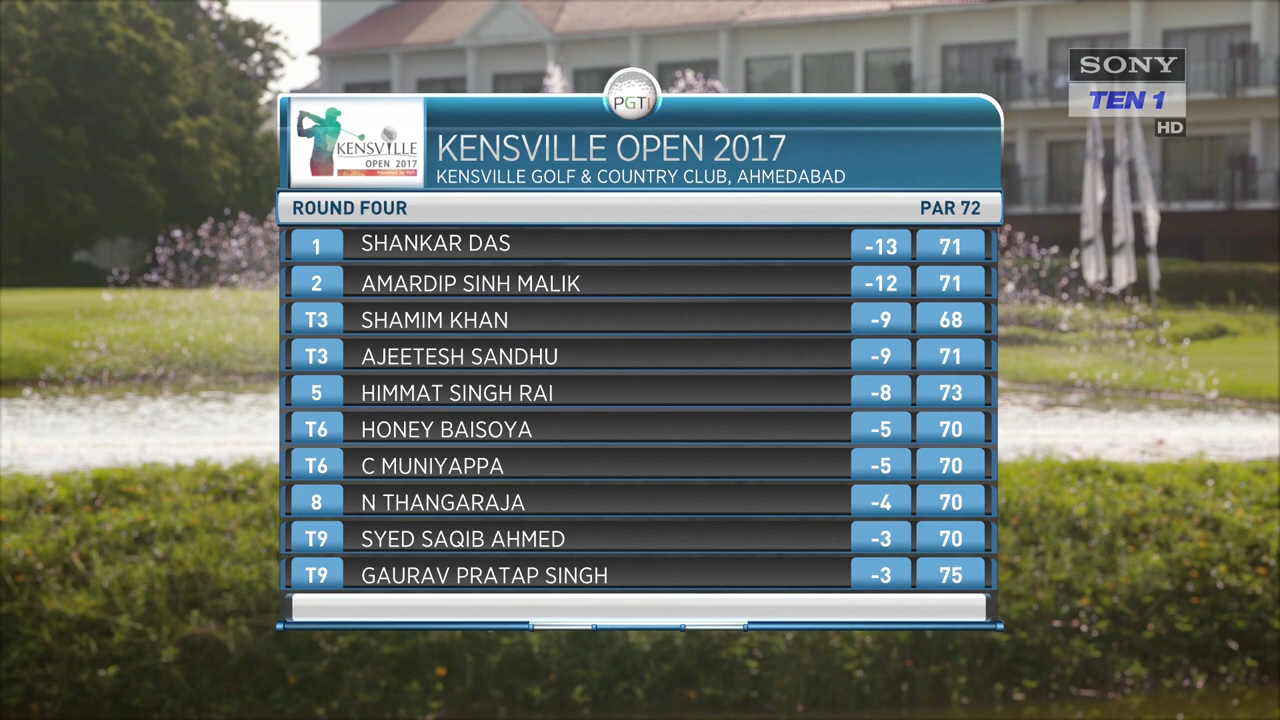 SONY
TEN 1
HD
PGTI
KENSVILLE
OPEN 2017
Presented by PGTI
KENSVILLE OPEN 2017
KENSVILLE GOLF & COUNTRY CLUB, AHMEDABAD
ROUND FOUR PAR 72
1 SHANKAR DAS -13 71
2 AMARDIP SINH MALIK -12 71
T3 SHAMIM KHAN -9 68
T3 AJEETESH SANDHU -9 71
5 HIMMAT SINGH RAI -8 73
T6 HONEY BAISOYA -5 70
T6 C MUNIYAPPA -5 70
8 N THANGARAJA -4 70
T9 SYED SAQIB AHMED -3 70
T9 GAURAV PRATAP SINGH -3 75